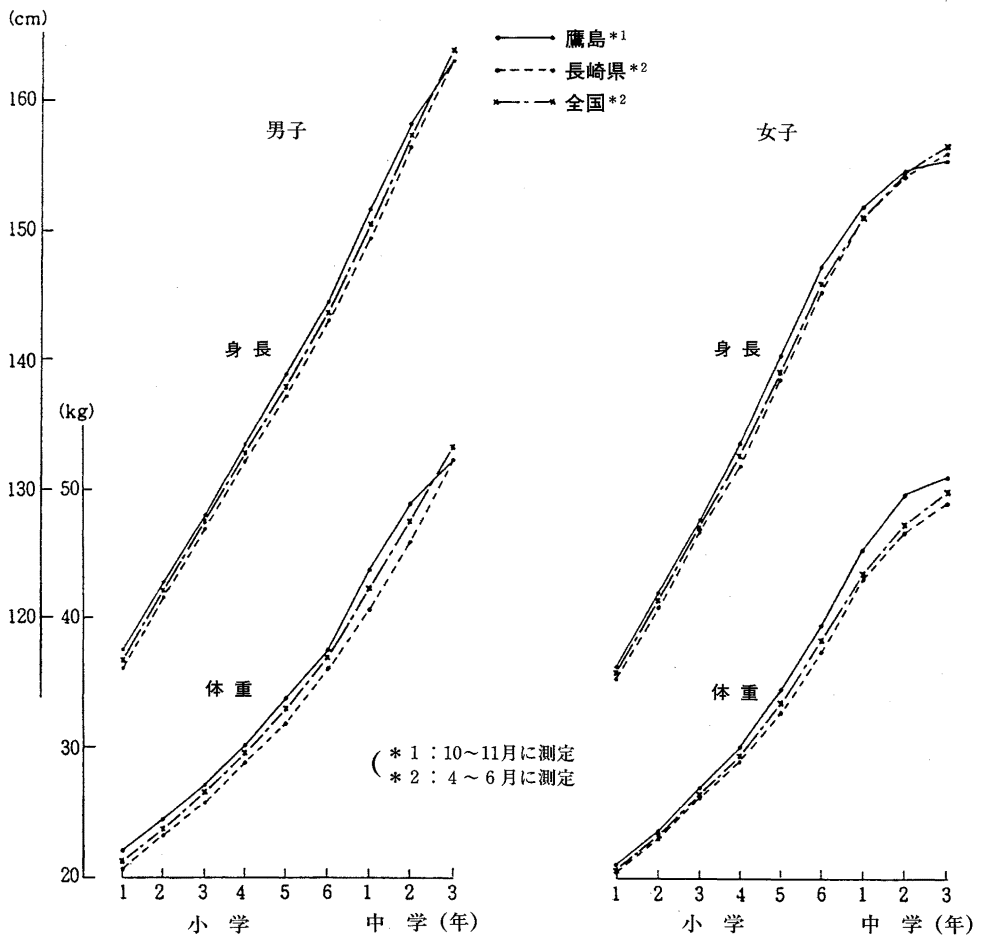 (cm)
鷹島*1
長崎県*2
全国*2
160
男子
女子
150
身長
身長
140
(kg)
130 50
120 40
体重
体重
30
(*1:10~11月に測定
*2:4~6月に測定
20
1 2 3 4 5 6 1 2 3
1 2 3 4 5 6 1 2 3
小学 中学(年)
小学 中学(年)